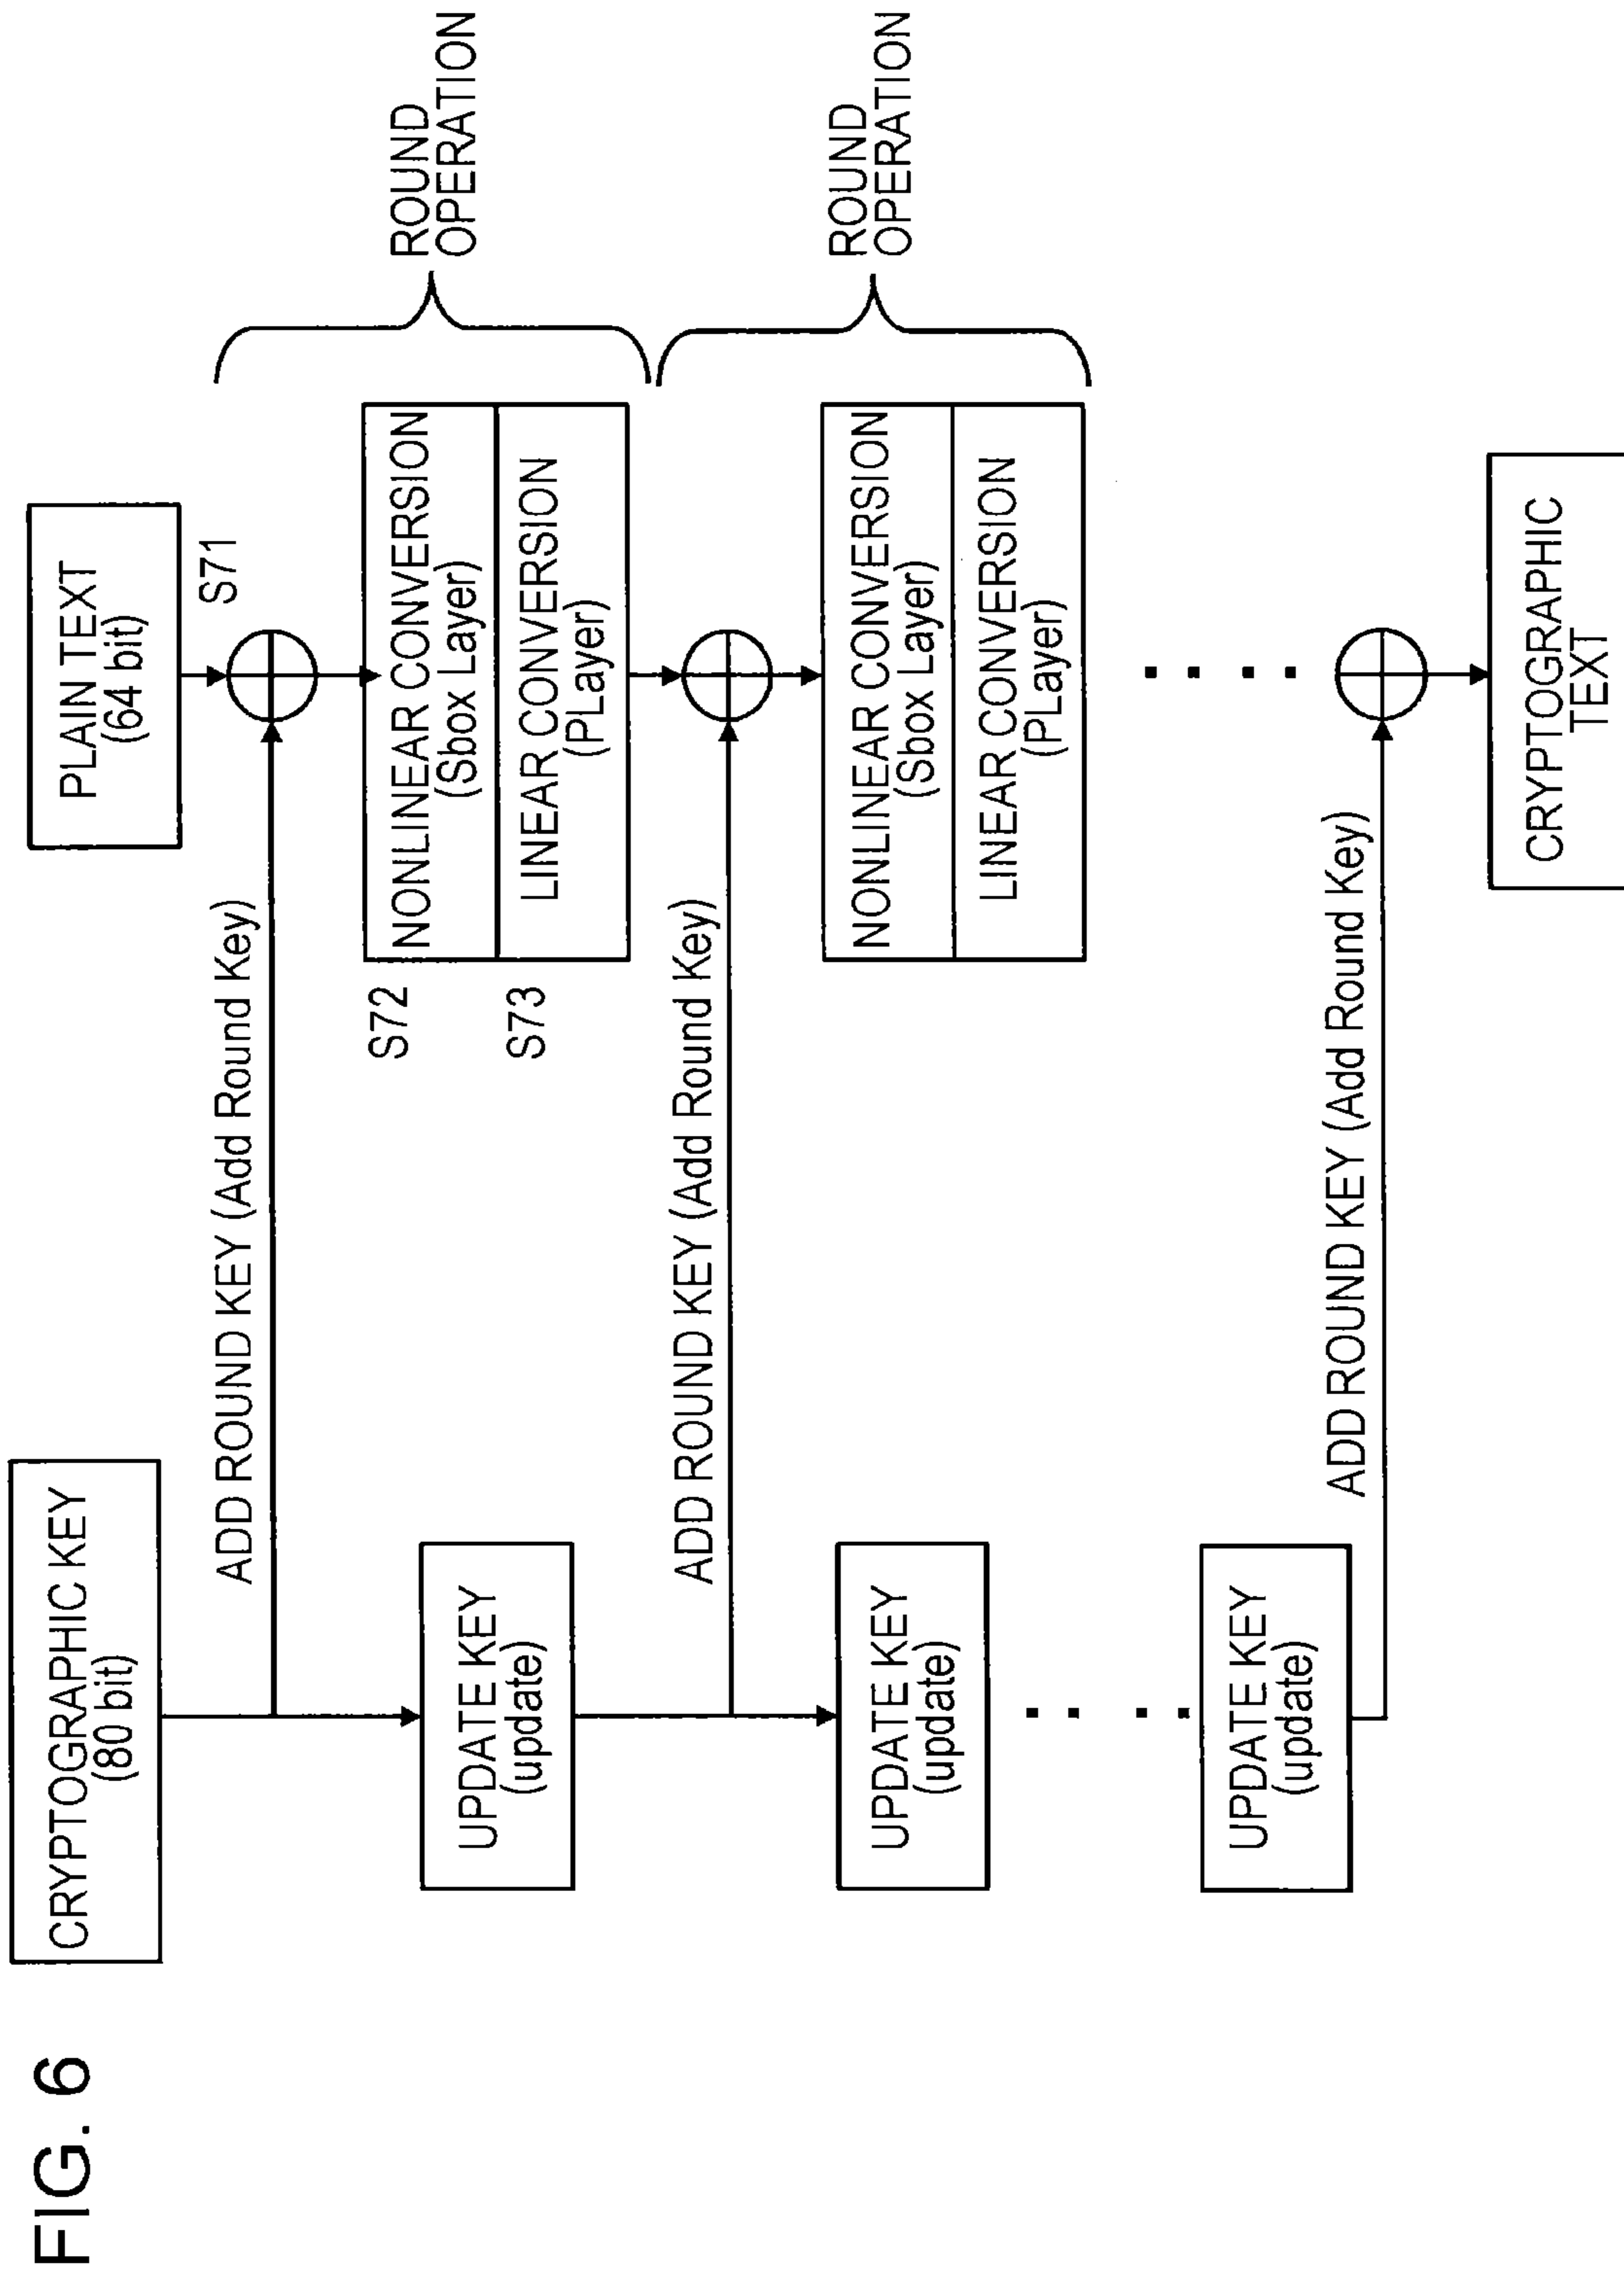 FIG. 6
CRYPTOGRAPHIC KEY
(80 bit)
PLAIN TEXT
(64 bit)
S71
ADD ROUND KEY (Add Round Key)
UPDATE KEY
(update)
S72
NONLINEAR CONVERSION
(Sbox Layer)
S73
LINEAR CONVERSION
(PLayer)
ROUND
OPERATION
ADD ROUND KEY (Add Round Key)
UPDATE KEY
(update)
NONLINEAR CONVERSION
(Sbox Layer)
LINEAR CONVERSION
(PLayer)
ROUND
OPERATION
UPDATE KEY
(update)
ADD ROUND KEY (Add Round Key)
CRYPTOGRAPHIC
TEXT